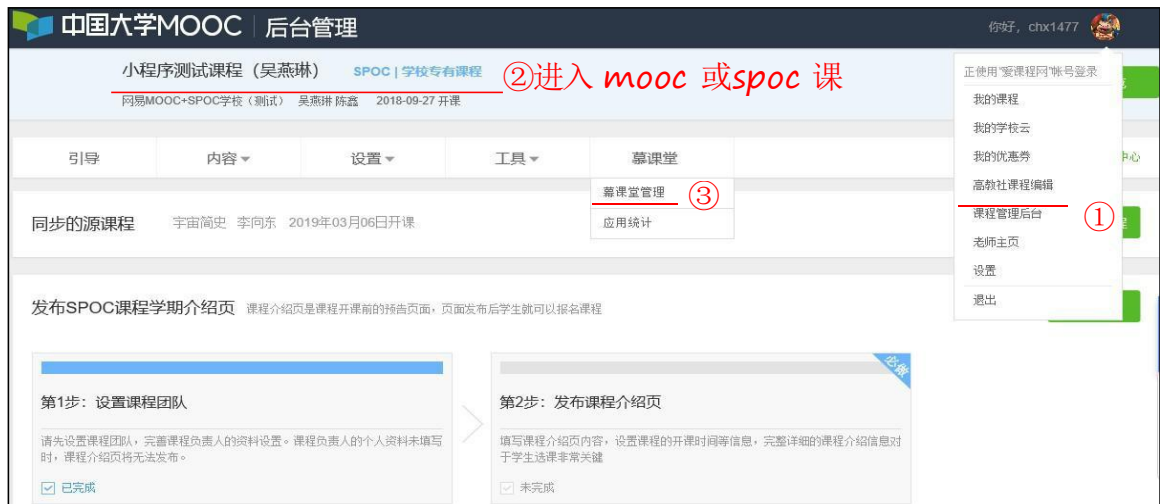 中国大学MOOC 后台管理
你好，chx1477
小程序测试课程（吴燕琳） SPOC | 学校专有课程
②进入 mooc 或spoc 课
网易MOOC+SPOC学校（测试） 吴燕琳 陈鑫 2018-09-27 开课
正使用"爱课程网"帐号登录
我的课程
我的学校云
我的优惠券
高教社课程编辑
课程管理后台
①
老师主页
设置
退出
引导 内容 设置 工具 慕课堂
中心
幕课堂管理 ③
应用统计
同步的源课程 宇宙简史 李向东 2019年03月06日开课
发布SPOC课程学期介绍页 课程介绍页是课程开课前的预告页面，页面发布后学生就可以报名课程
第1步：设置课程团队
请先设置课程团队，完善课程负责人的资料设置。课程负责人的个人资料未填写
时，课程介绍页将无法发布。
已完成
必做
第2步：发布课程介绍页
填写课程介绍页内容，设置课程的开课时间等信息，完整详细的课程介绍信息对
于学生选课非常关键
未完成